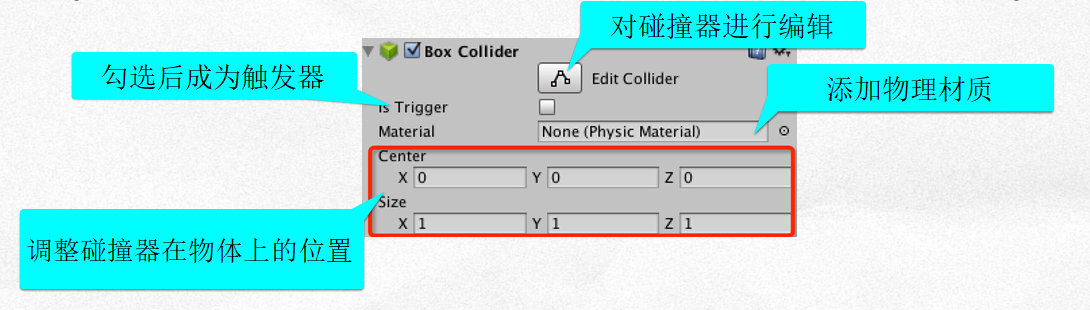 对碰撞器进行编辑
Box Collider
勾选后成为触发器
Edit Collider
添加物理材质
Is Trigger
Material None (Physic Material)
Center
X 0 Y 0 Z 0
Size
X 1 Y 1 Z 1
调整碰撞器在物体上的位置